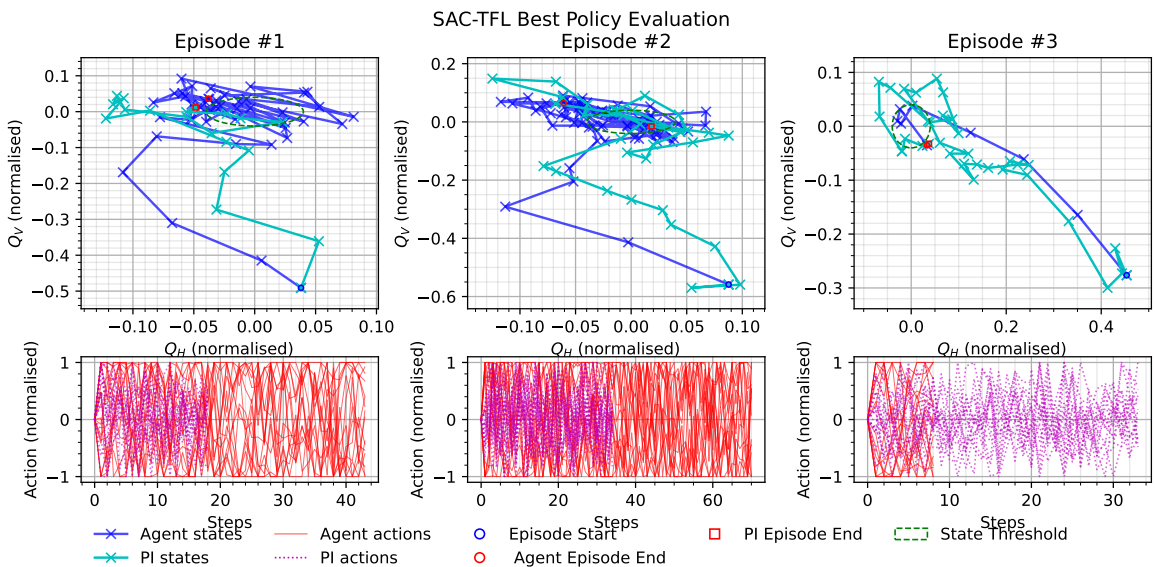 SAC-TFL Best Policy Evaluation
Episode #1 Episode #2 Episode #3
Q_V (normalised) Q_V (normalised) Q_V (normalised)
0.1
0.0
−0.1
−0.2
−0.3
−0.4
−0.5
−0.10 −0.05 0.00 0.05 0.10
0.2
0.0
−0.2
−0.4
−0.6
−0.10 −0.05 0.00 0.05 0.10
0.1
0.0
−0.1
−0.2
−0.3
0.0 0.2 0.4
Q_H (normalised) Q_H (normalised) Q_H (normalised)
Action (normalised) Action (normalised) Action (normalised)
1
0
−1
0 10 20 30 40
1
0
−1
0 20 40 60
1
0
−1
0 10 20 30
Steps Steps Steps
Agent states Agent actions Episode Start PI Episode End State Threshold
PI states PI actions Agent Episode End